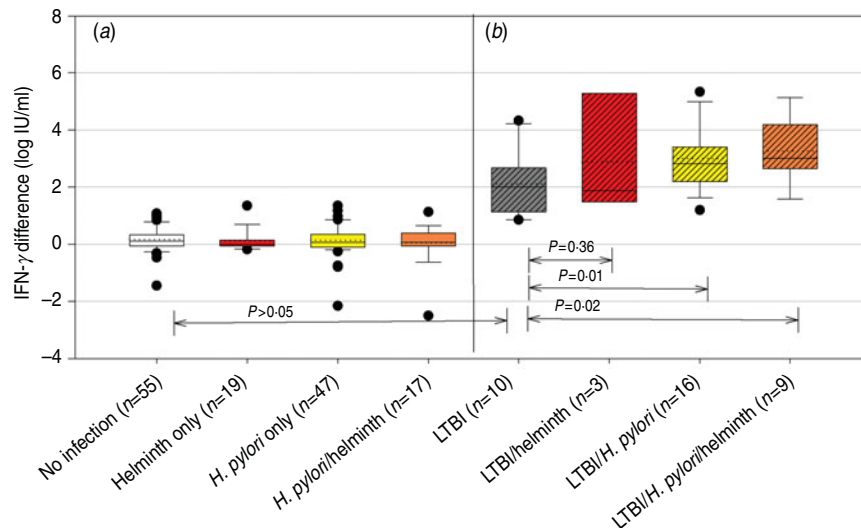 (a)
(b)
IFN-γ difference (log IU/ml)
8
6
4
2
0
–2
–4
P=0·36
P=0·01
P=0·02
P>0·05
No infection (n=55)
Helminth only (n=19)
H. pylori only (n=47)
H. pylori/helminth (n=17)
LTBI (n=10)
LTBI/helminth (n=3)
LTBI/H. pylori (n=16)
LTBI/H. pylori/helminth (n=9)